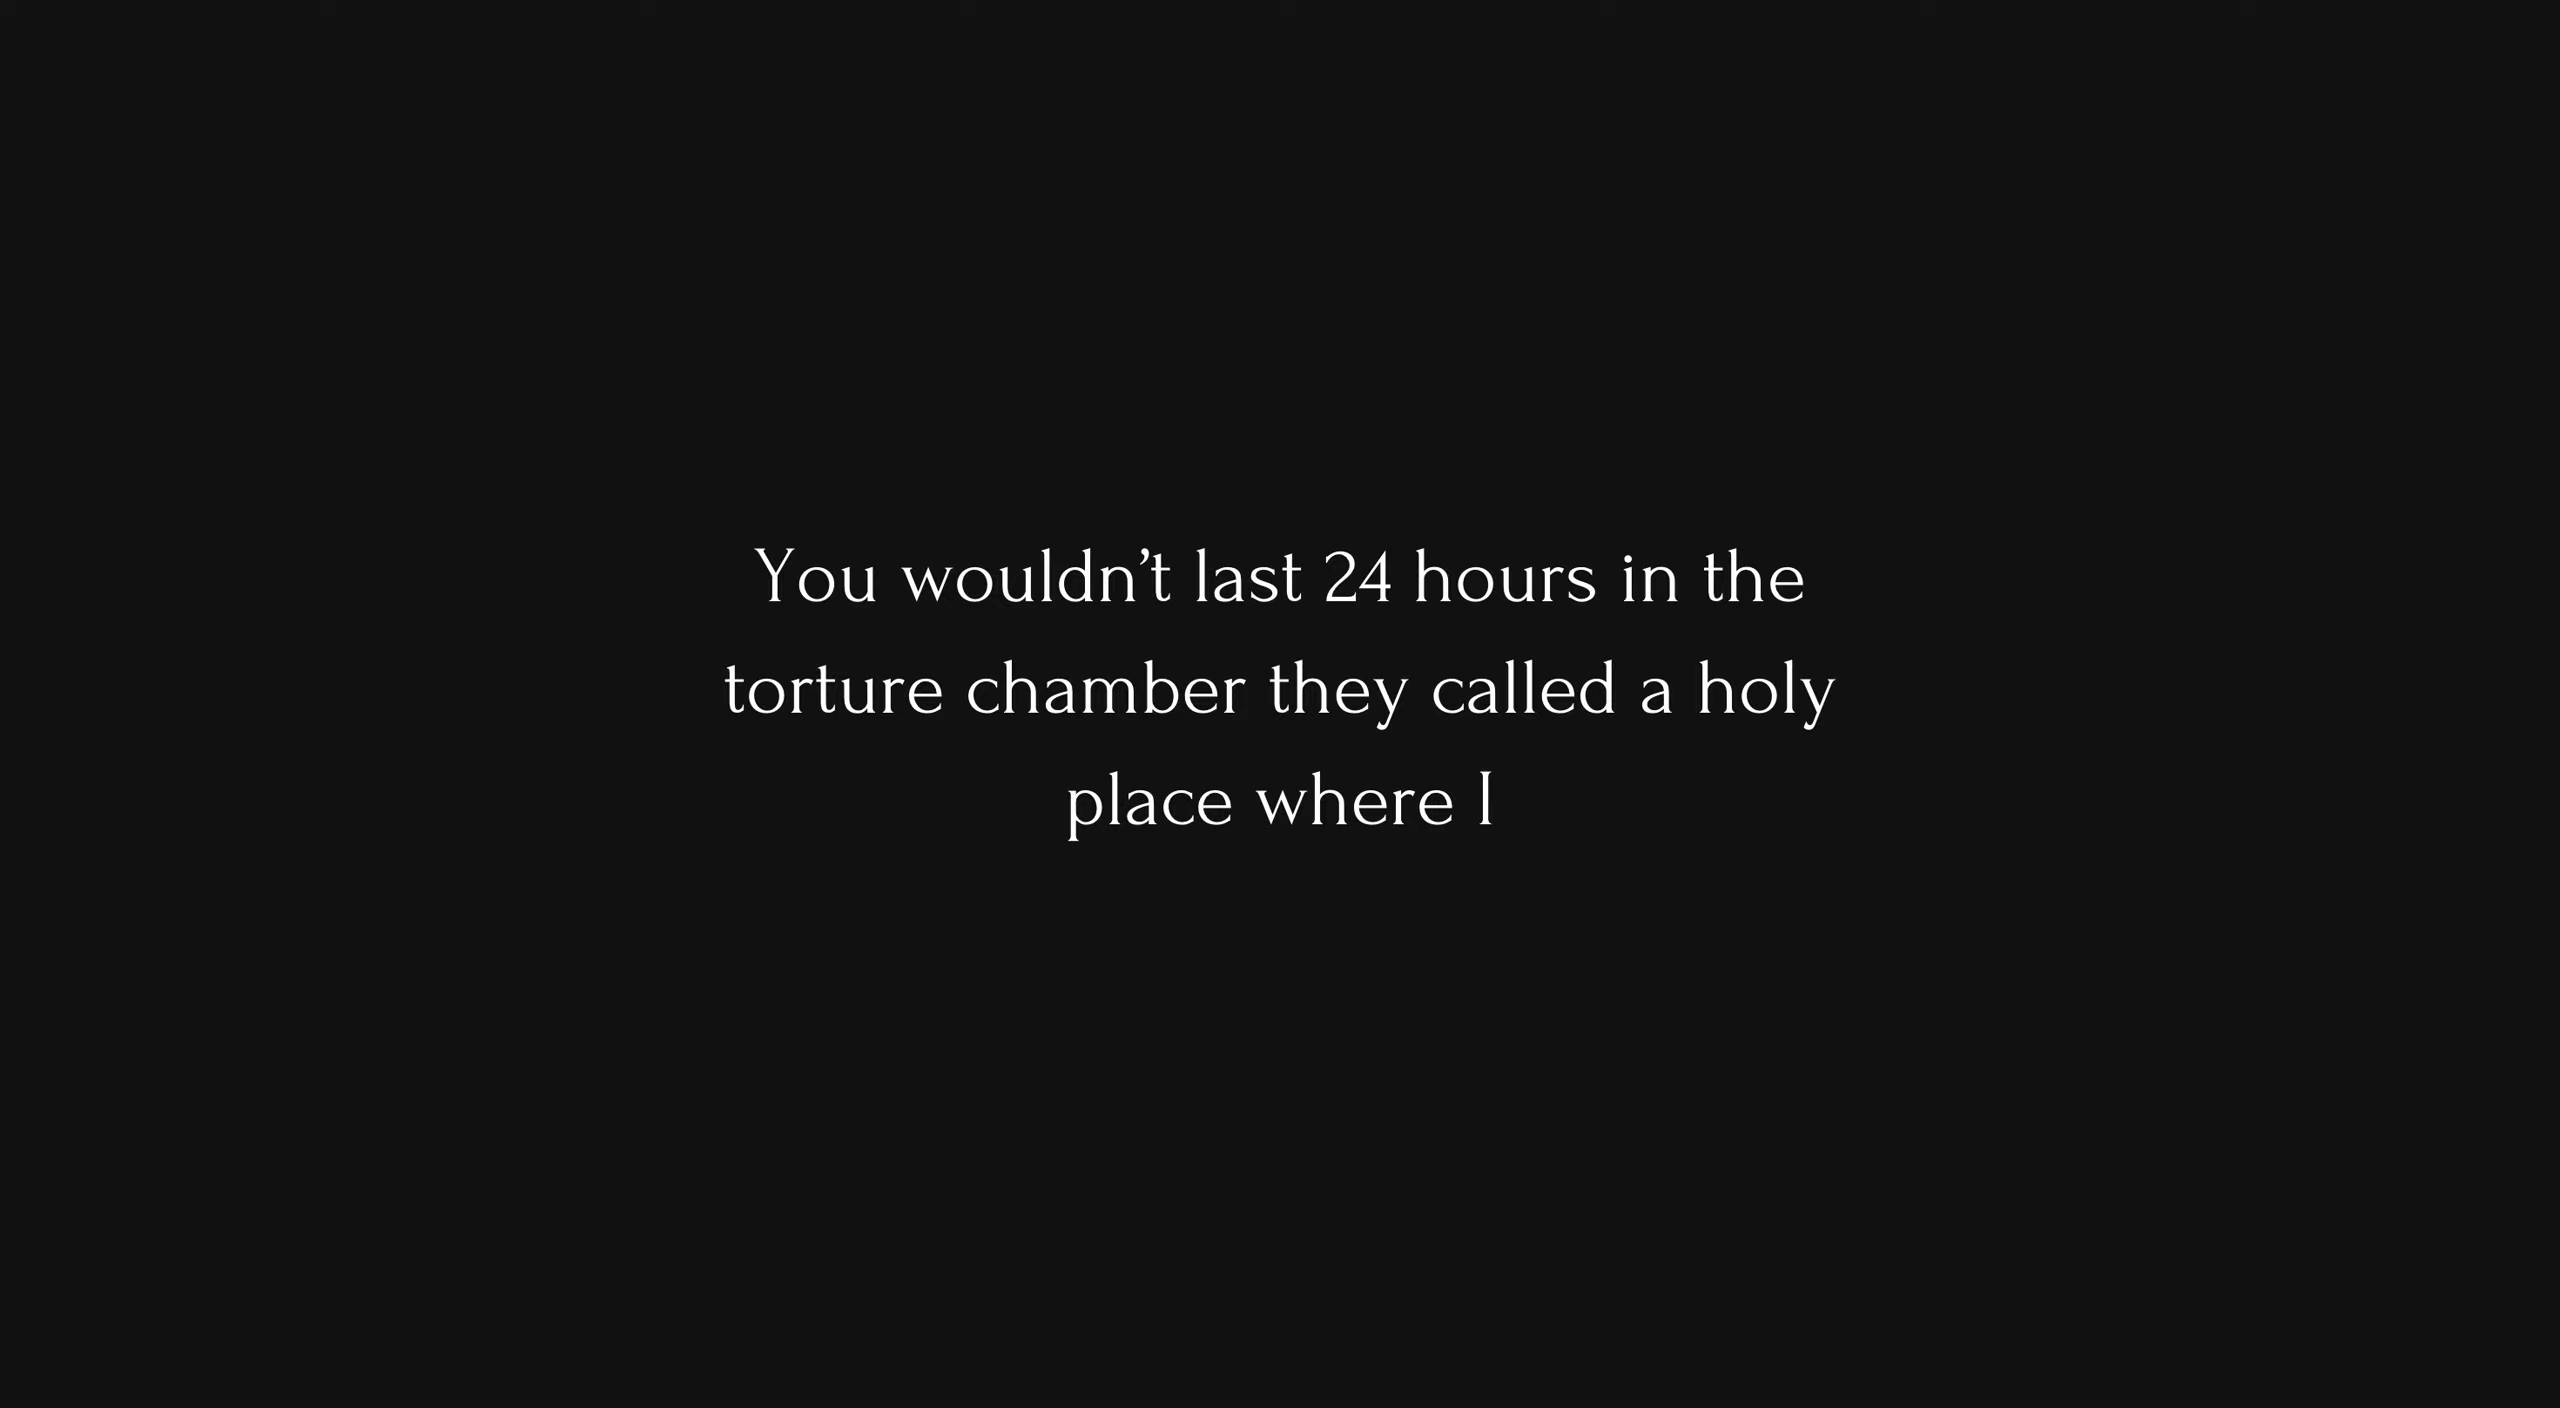 You wouldn’t last 24 hours in the
torture chamber they called a holy
place where I